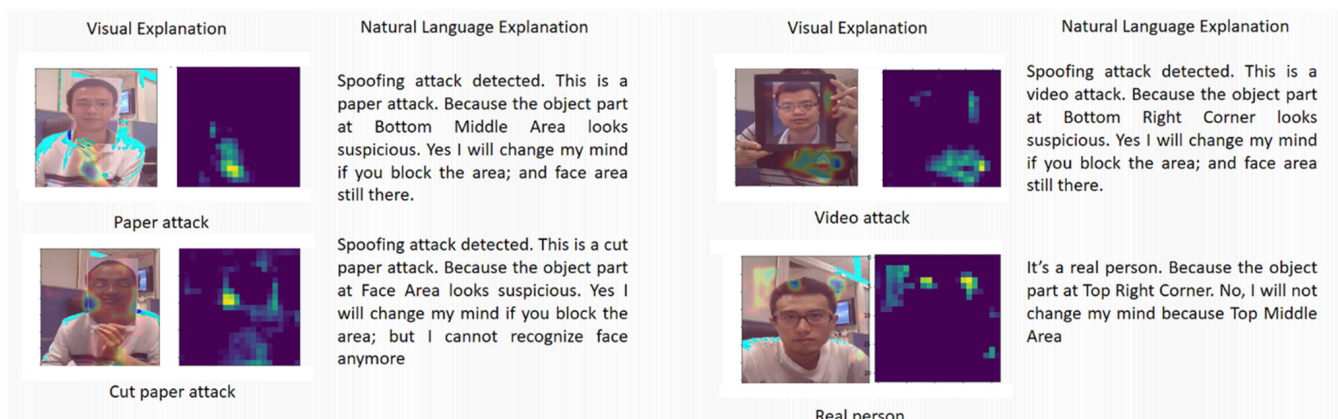 Visual Explanation
Natural Language Explanation
Spoofing attack detected. This is a
paper attack. Because the object part
at Bottom Middle Area looks
suspicious. Yes I will change my mind
if you block the area; and face area
still there.
Paper attack
Spoofing attack detected. This is a cut
paper attack. Because the object part
at Face Area looks suspicious. Yes I
will change my mind if you block the
area; but I cannot recognize face
anymore
Cut paper attack
Visual Explanation
Natural Language Explanation
Spoofing attack detected. This is a
video attack. Because the object part
at Bottom Right Corner looks
suspicious. Yes I will change my mind
if you block the area; and face area
still there.
Video attack
It's a real person. Because the object
part at Top Right Corner. No, I will not
change my mind because Top Middle
Area
Real person